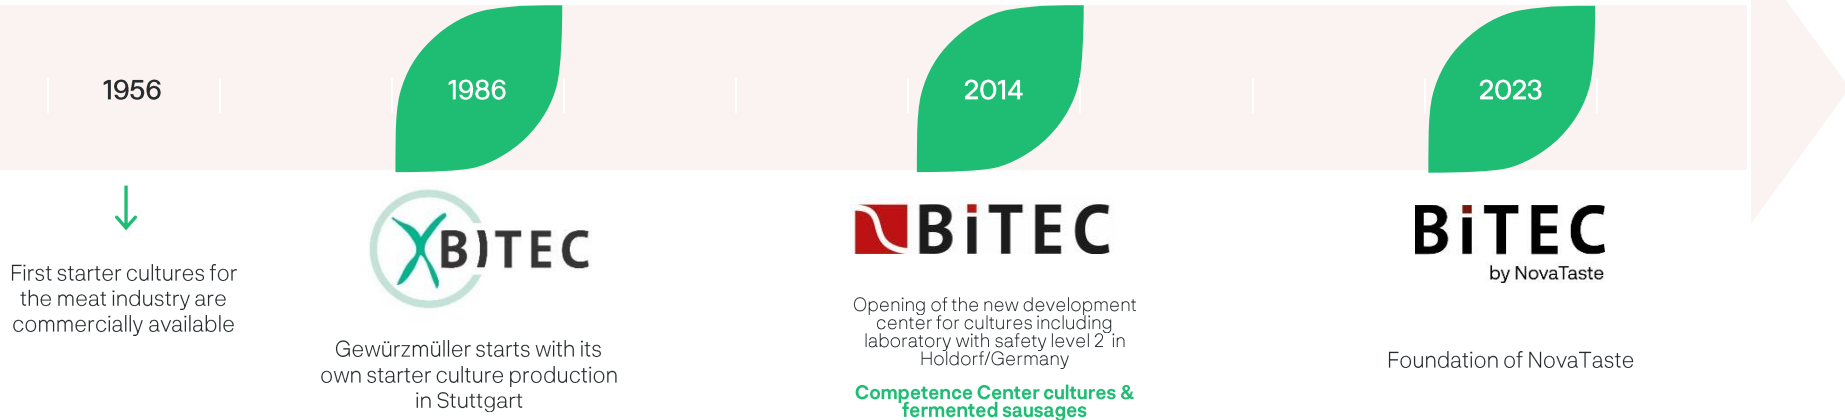 1956
First starter cultures for
the meat industry are
commercially available
1986
BITEC
Gewürzmüller starts with its
own starter culture production
in Stuttgart
2014
BiTEC
Opening of the new development
center for cultures including
laboratory with safety level 2 in
Holdorf/Germany
Competence Center cultures &
fermented sausages
2023
BiTEC
by NovaTaste
Foundation of NovaTaste